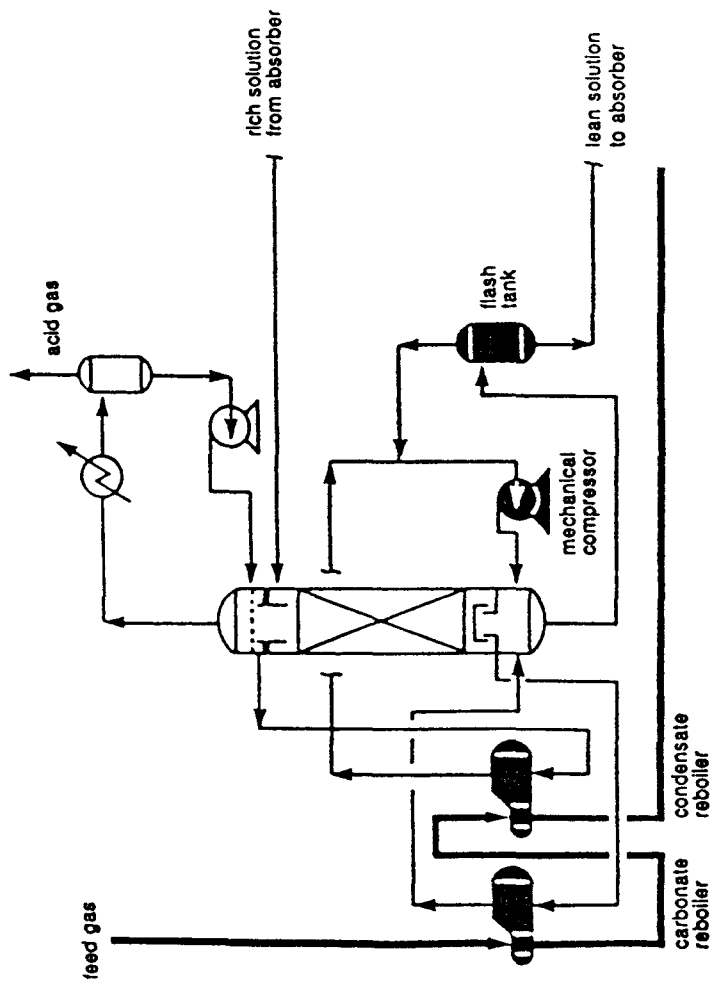 feed gas
carbonate
reboiler
condensate
reboiler
mechanical
compressor
flash
tank
acid gas
rich solution
from absorber
lean solution
to absorber